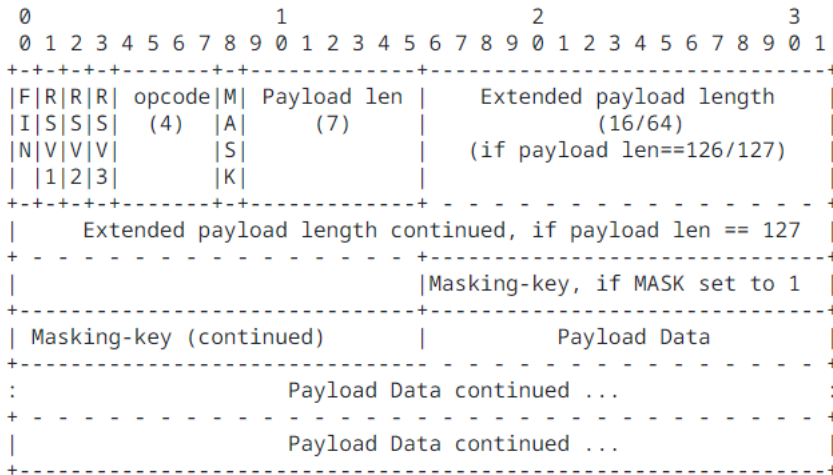 0                   1                   2                   3
 0 1 2 3 4 5 6 7 8 9 0 1 2 3 4 5 6 7 8 9 0 1 2 3 4 5 6 7 8 9 0 1
+-+-+-+-+-------+-+-------------+-------------------------------+
|F|R|R|R| opcode|M| Payload len |    Extended payload length    |
|I|S|S|S|  (4)  |A|     (7)     |             (16/64)           |
|N|V|V|V|       |S|             |   (if payload len==126/127)   |
| |1|2|3|       |K|             |                               |
+-+-+-+-+-------+-+-------------+ - - - - - - - - - - - - - - - +
|     Extended payload length continued, if payload len == 127  |
+ - - - - - - - - - - - - - - - +-------------------------------+
|                               |Masking-key, if MASK set to 1  |
+-------------------------------+-------------------------------+
| Masking-key (continued)       |          Payload Data         |
+-------------------------------- - - - - - - - - - - - - - - - +
:                     Payload Data continued ...                :
+ - - - - - - - - - - - - - - - - - - - - - - - - - - - - - - - +
|                     Payload Data continued ...                |
+---------------------------------------------------------------+